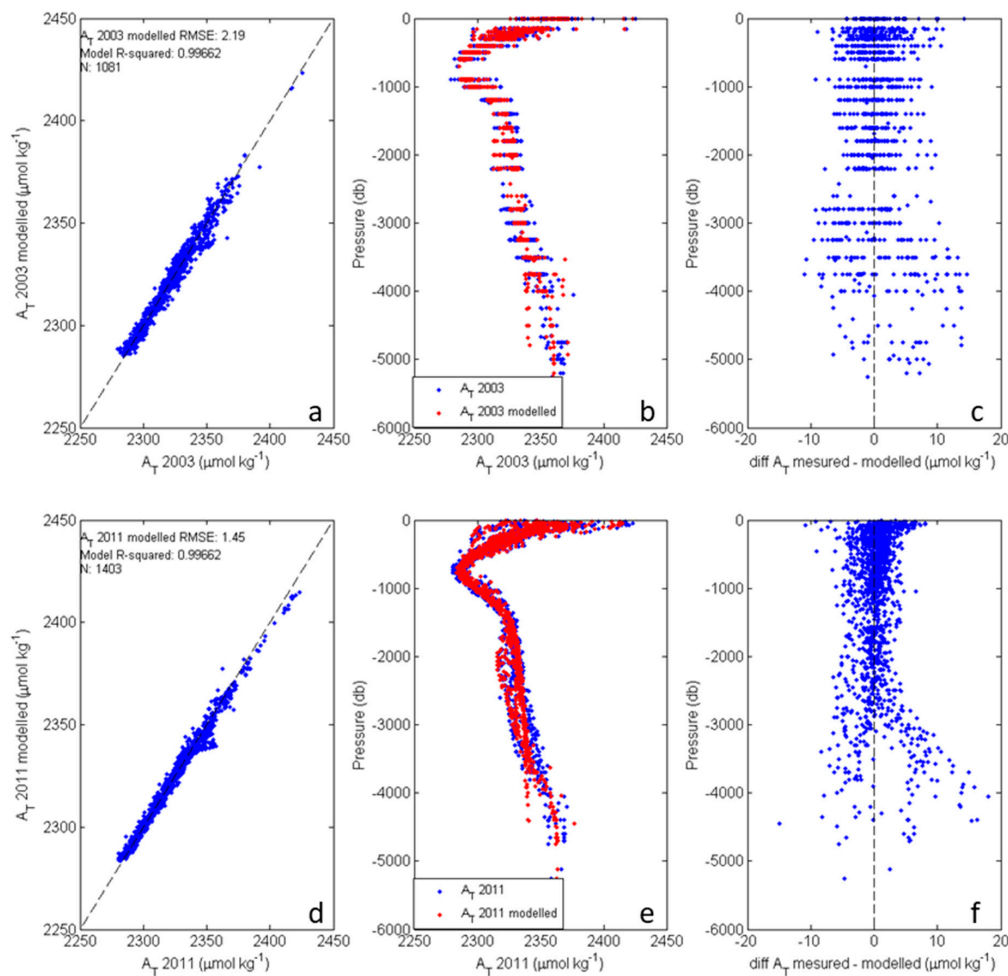 2450
2400
2350
2300
2250
A_T 2003 modelled (µmol kg⁻¹)
A_T 2003 modelled RMSE: 2.19
Model R-squared: 0.99662
N: 1081
a
2250 2300 2350 2400 2450
A_T 2003 (µmol kg⁻¹)
0
-1000
-2000
-3000
-4000
-5000
-6000
Pressure (db)
A_T 2003
A_T 2003 modelled
b
2250 2300 2350 2400 2450
A_T 2003 (µmol kg⁻¹)
0
-1000
-2000
-3000
-4000
-5000
-6000
Pressure (db)
c
-20 -10 0 10 20
diff A_T mesured - modelled (µmol kg⁻¹)
2450
2400
2350
2300
2250
A_T 2011 modelled (µmol kg⁻¹)
A_T 2011 modelled RMSE: 1.45
Model R-squared: 0.99662
N: 1403
d
2250 2300 2350 2400 2450
A_T 2011 (µmol kg⁻¹)
0
-1000
-2000
-3000
-4000
-5000
-6000
Pressure (db)
A_T 2011
A_T 2011 modelled
e
2250 2300 2350 2400 2450
A_T 2011 (µmol kg⁻¹)
0
-1000
-2000
-3000
-4000
-5000
-6000
Pressure (db)
f
-20 -10 0 10 20
diff A_T mesured - modelled (µmol kg⁻¹)